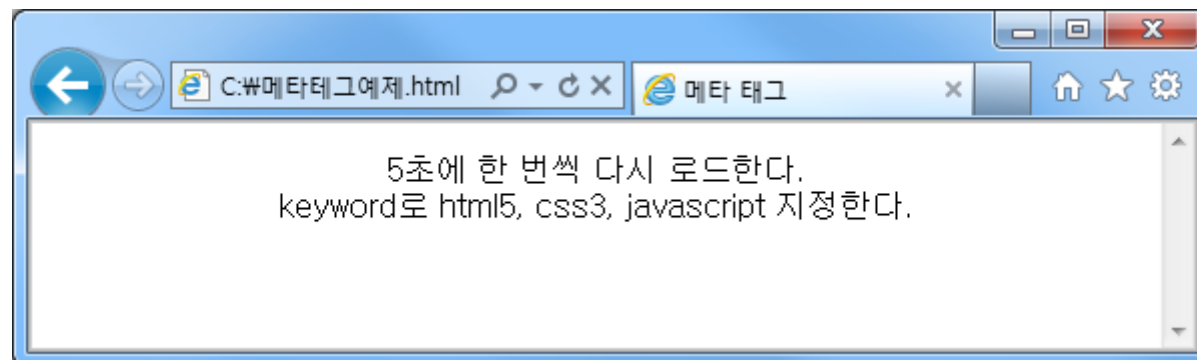 C:₩메타태그예제.html
메타 태그
5초에 한 번씩 다시 로드한다.
keyword로 html5, css3, javascript 지정한다.